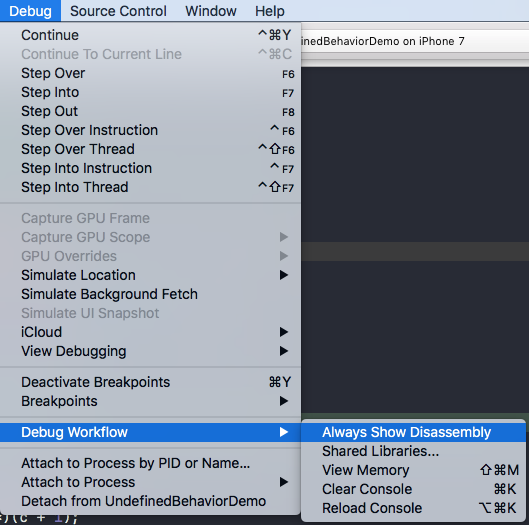 Debug Source Control Window Help
finedBehaviorDemo on iPhone 7
Continue ^⌘Y
Continue To Current Line ^⌘C
Step Over F6
Step Into F7
Step Out F8
Step Over Instruction ^F6
Step Over Thread ^⇧F6
Step Into Instruction ^F7
Step Into Thread ^⇧F7
Capture GPU Frame
Capture GPU Scope
GPU Overrides
Simulate Location
Simulate Background Fetch
Simulate UI Snapshot
iCloud
View Debugging
Deactivate Breakpoints ⌘Y
Breakpoints
Debug Workflow
Always Show Disassembly
Shared Libraries...
View Memory ⇧⌘M
Clear Console ⌘K
Reload Console ⌥⌘K
Attach to Process by PID or Name...
Attach to Process
Detach from UndefinedBehaviorDemo
)(c + 1);